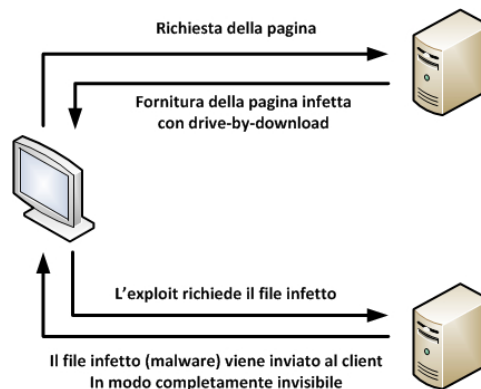 Richiesta della pagina
Fornitura della pagina infetta
con drive-by-download
L'exploit richiede il file infetto
Il file infetto (malware) viene inviato al client
In modo completamente invisibile